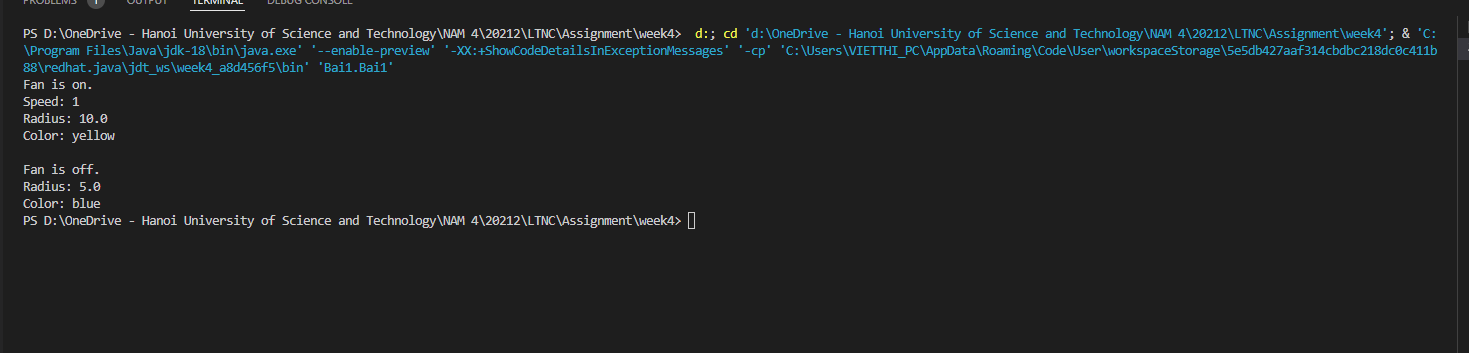 PROBLEMS 1 OUTPUT TERMINAL DEBUG CONSOLE
PS D:\OneDrive - Hanoi University of Science and Technology\NAM 4\20212\LTNC\Assignment\week4>  d:; cd 'd:\OneDrive - Hanoi University of Science and Technology\NAM 4\20212\LTNC\Assignment\week4'; & 'C:
\Program Files\Java\jdk-18\bin\java.exe' '--enable-preview' '-XX:+ShowCodeDetailsInExceptionMessages' '-cp' 'C:\Users\VIETTHI_PC\AppData\Roaming\Code\User\workspaceStorage\5e5db427aaf314cbdbc218dc0c411b
88\redhat.java\jdt_ws\week4_a8d456f5\bin' 'Bai1.Bai1'
Fan is on.
Speed: 1
Radius: 10.0
Color: yellow
Fan is off.
Radius: 5.0
Color: blue
PS D:\OneDrive - Hanoi University of Science and Technology\NAM 4\20212\LTNC\Assignment\week4>